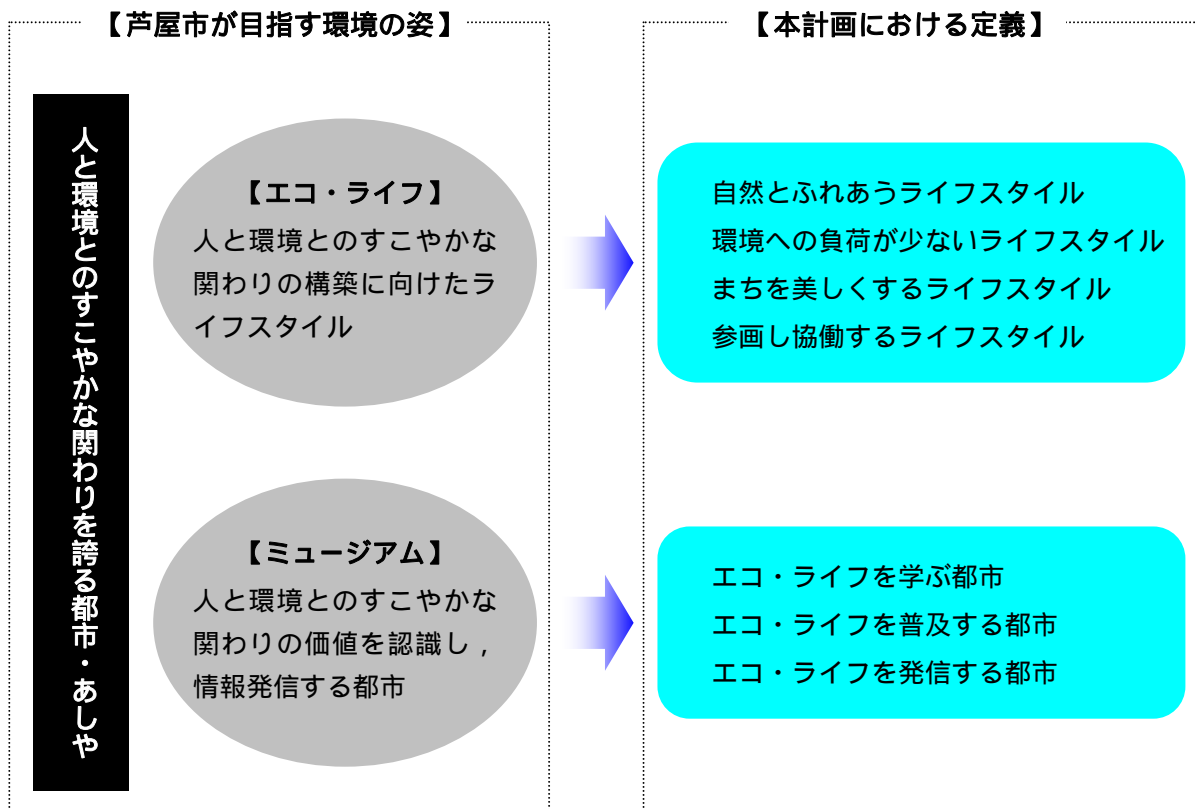 【芦屋市が目指す環境の姿】
人と環境とのすこやかな関わりを誇る都市・あしや
【エコ・ライフ】
人と環境とのすこやかな
関わりの構築に向けたラ
イフスタイル
【ミュージアム】
人と環境とのすこやかな
関わりの価値を認識し，
情報発信する都市
【本計画における定義】
自然とふれあうライフスタイル
環境への負荷が少ないライフスタイル
まちを美しくするライフスタイル
参画し協働するライフスタイル
エコ・ライフを学ぶ都市
エコ・ライフを普及する都市
エコ・ライフを発信する都市